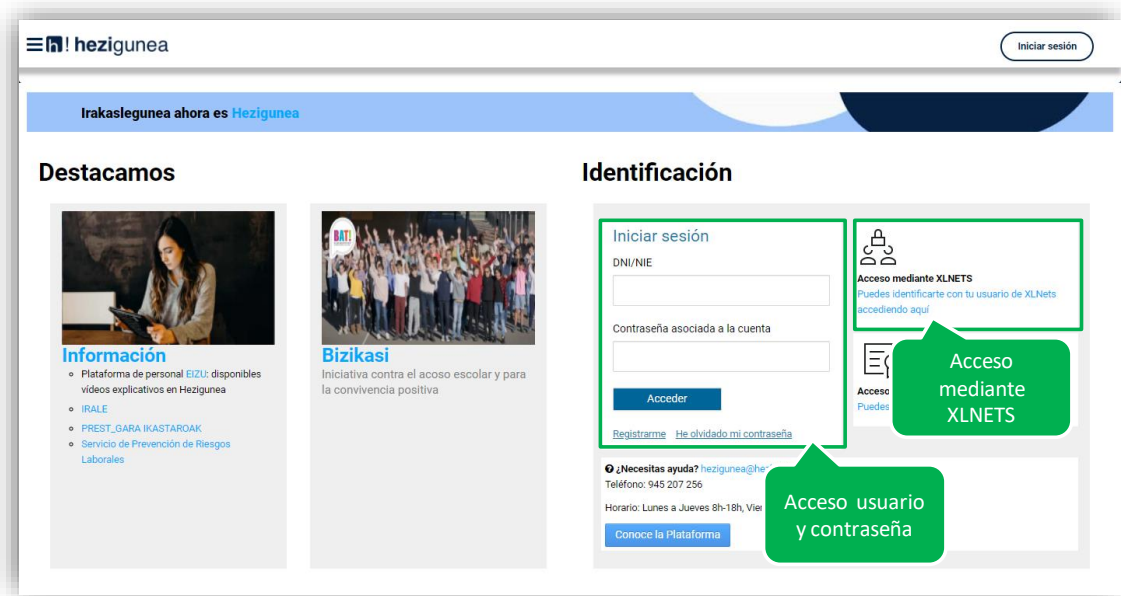 h! hezigunea
Iniciar sesión
Irakaslegunea ahora es Hezigunea
Destacamos
BAT!
Información
Plataforma de personal EIZU: disponibles
vídeos explicativos en Hezigunea
IRALE
PREST_GARA IKASTAROAK
Servicio de Prevención de Riesgos
Laborales
Bizikasi
Iniciativa contra el acoso escolar y para
la convivencia positiva
Identificación
Iniciar sesión
DNI/NIE
Contraseña asociada a la cuenta
Acceder
Registrarme He olvidado mi contraseña
Acceso mediante XLNETS
Puedes identificarte con tu usuario de XLNets
accediendo aquí
Acceso
Puedes
Acceso
mediante
XLNETS
¿Necesitas ayuda? hezigunea@he
Teléfono: 945 207 256
Horario: Lunes a Jueves 8h-18h, Vie
Conoce la Plataforma
Acceso usuario
y contraseña